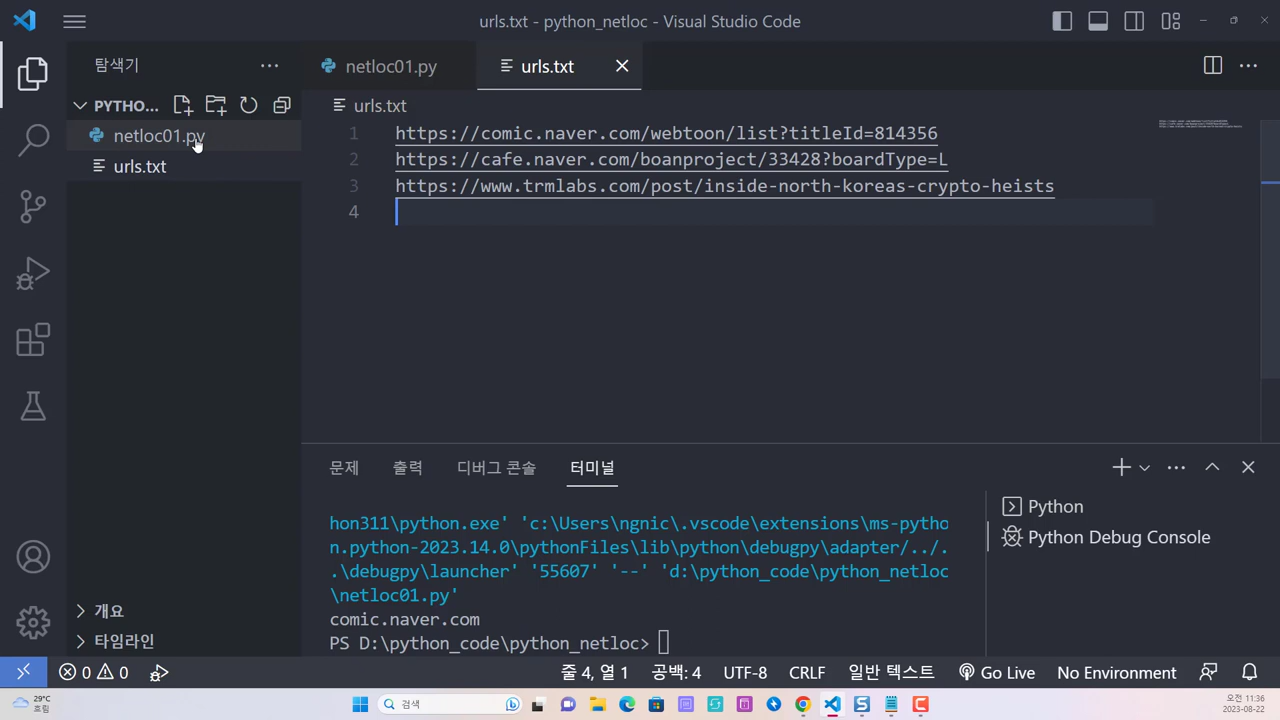 urls.txt - python_netloc - Visual Studio Code
탐색기
PYTHO...
netloc01.py
urls.txt
개요
타임라인
netloc01.py
urls.txt
urls.txt
1 https://comic.naver.com/webtoon/list?titleId=814356
2 https://cafe.naver.com/boanproject/33428?boardType=L
3 https://www.trmlabs.com/post/inside-north-koreas-crypto-heists
4
문제 출력 디버그 콘솔 터미널
hon311\python.exe' 'c:\Users\ngnic\.vscode\extensions\ms-pytho
n.python-2023.14.0\pythonFiles\lib\python\debugpy\adapter/../.
.\debugpy\launcher' '55607' '--' 'd:\python_code\python_netloc
\netloc01.py'
comic.naver.com
PS D:\python_code\python_netloc>
Python
Python Debug Console
0 0 줄 4, 열 1 공백: 4 UTF-8 CRLF 일반 텍스트 Go Live No Environment
29°C
흐림
검색
오전 11:36
2023-08-22